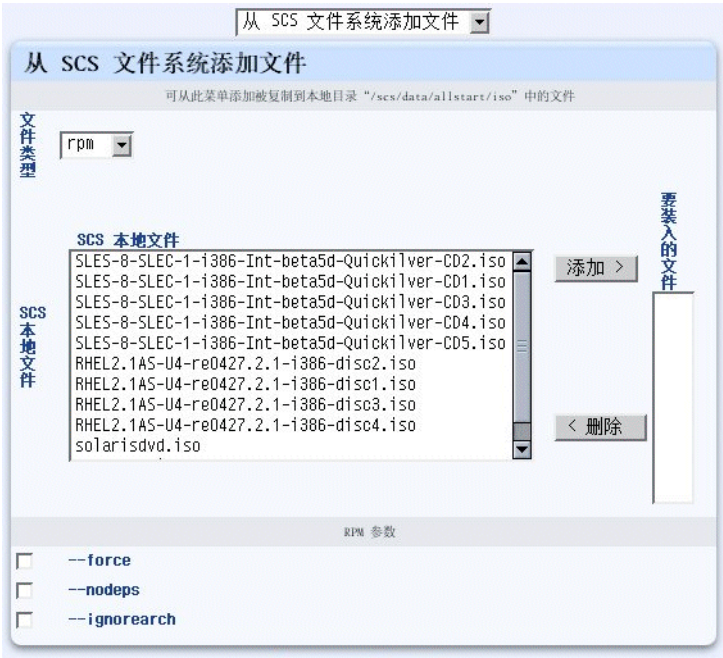 从 SCS 文件系统添加文件
从 SCS 文件系统添加文件
可从此菜单添加被复制到本地目录“/scs/data/allstart/iso”中的文件
文件类型
rpm
要装入的文件
SCS 本地文件
SCS 本地文件
SLES-8-SLEC-1-i386-Int-beta5d-Quickilver-CD2.iso
SLES-8-SLEC-1-i386-Int-beta5d-Quickilver-CD1.iso
SLES-8-SLEC-1-i386-Int-beta5d-Quickilver-CD3.iso
SLES-8-SLEC-1-i386-Int-beta5d-Quickilver-CD4.iso
SLES-8-SLEC-1-i386-Int-beta5d-Quickilver-CD5.iso
RHEL2.1AS-U4-re0427.2.1-i386-disc2.iso
RHEL2.1AS-U4-re0427.2.1-i386-disc1.iso
RHEL2.1AS-U4-re0427.2.1-i386-disc3.iso
RHEL2.1AS-U4-re0427.2.1-i386-disc4.iso
solarisdvd.iso
添加 >
< 删除
RPM 参数
--force
--nodeps
--ignorearch